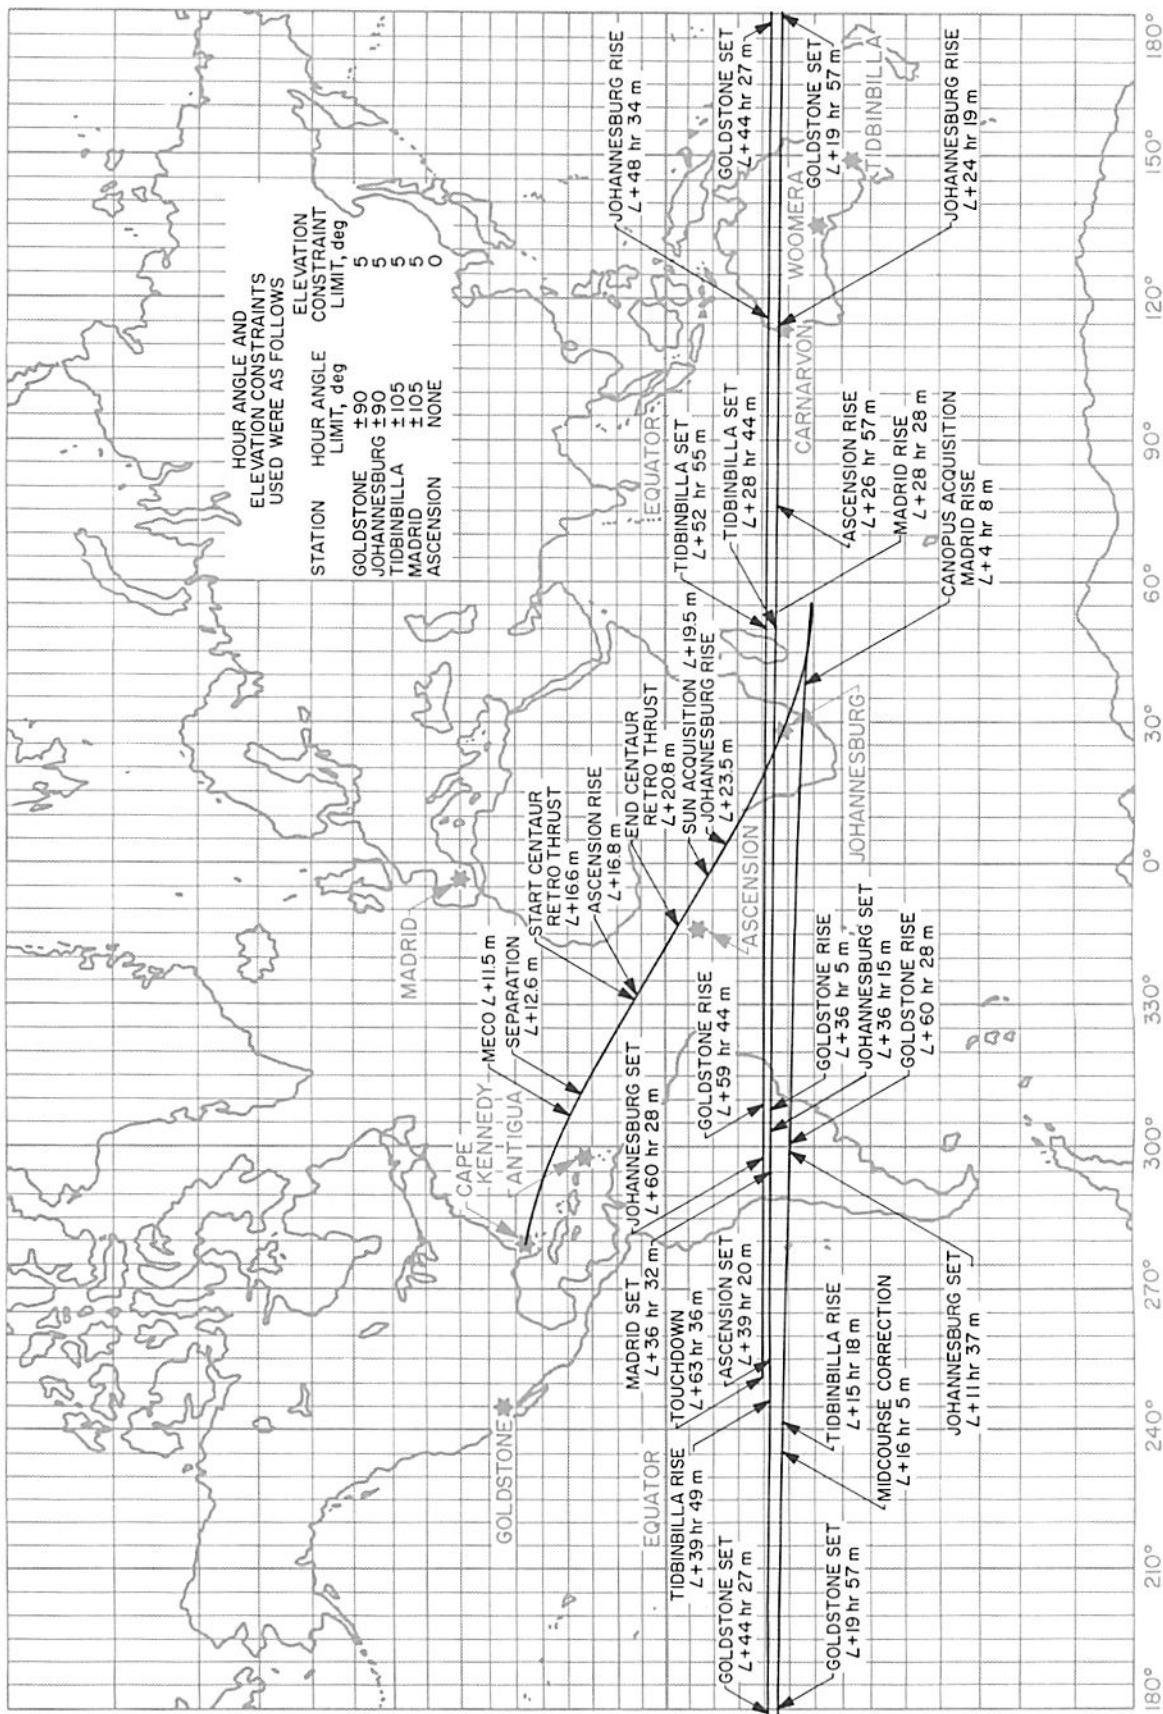 HOUR ANGLE AND
ELEVATION CONSTRAINTS
USED WERE AS FOLLOWS
STATION HOUR ANGLE LIMIT, deg ELEVATION CONSTRAINT LIMIT, deg
GOLDSTONE ±90 5
JOHANNESBURG ±90 5
TIDBINBILLA ±105 5
MADRID ±105 5
ASCENSION NONE 0
MADRID
CAPE
KENNEDY
ANTIGUA
GOLDSTONE
MECO L+11.5 m
SEPARATION
L+12.6 m
START CENTAUR
RETRO THRUST
L+16.6 m
ASCENSION RISE
L+16.8 m
END CENTAUR
RETRO THRUST
L+20.8 m
SUN ACQUISITION L+19.5 m
JOHANNESBURG RISE
L+23.5 m
EQUATOR
EQUATOR
TIDBINBILLA SET
L+52 hr 55 m
TIDBINBILLA SET
L+28 hr 44 m
JOHANNESBURG RISE
L+48 hr 34 m
GOLDSTONE SET
L+44 hr 27 m
GOLDSTONE SET
L+19 hr 57 m
WOOMERA
TIDBINBILLA
CARNARVON
JOHANNESBURG RISE
L+24 hr 19 m
ASCENSION RISE
L+26 hr 57 m
MADRID RISE
L+28 hr 28 m
CANOPUS ACQUISITION
MADRID RISE
L+4 hr 8 m
ASCENSION
JOHANNESBURG
GOLDSTONE RISE
L+59 hr 44 m
JOHANNESBURG SET
L+60 hr 28 m
MADRID SET
L+36 hr 32 m
TOUCHDOWN
L+63 hr 36 m
ASCENSION SET
L+39 hr 20 m
TIDBINBILLA RISE
L+39 hr 49 m
GOLDSTONE SET
L+44 hr 27 m
GOLDSTONE SET
L+19 hr 57 m
TIDBINBILLA RISE
L+15 hr 18 m
MIDCOURSE CORRECTION
L+16 hr 5 m
JOHANNESBURG SET
L+11 hr 37 m
GOLDSTONE RISE
L+36 hr 5 m
JOHANNESBURG SET
L+36 hr 15 m
GOLDSTONE RISE
L+60 hr 28 m
180° 210° 240° 270° 300° 330° 0° 30° 60° 90° 120° 150° 180°